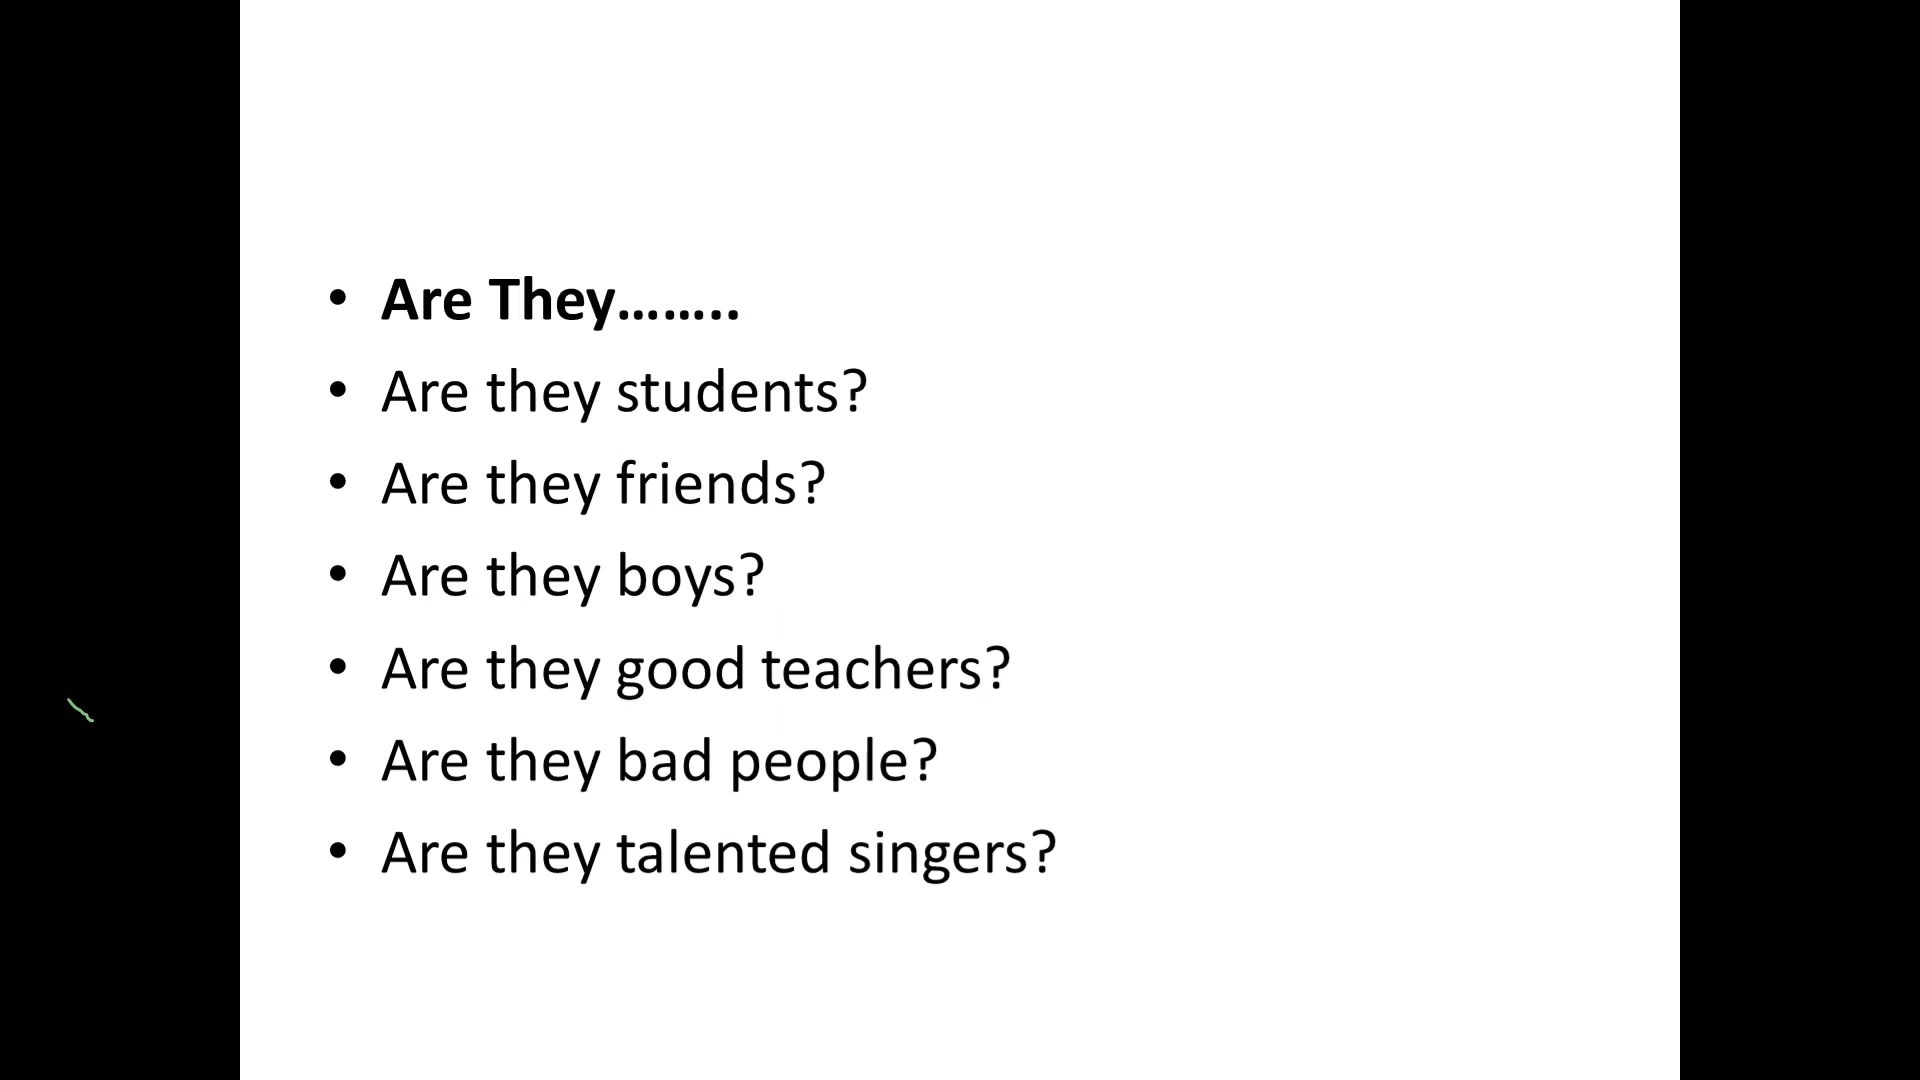 • Are They……..
• Are they students?
• Are they friends?
• Are they boys?
• Are they good teachers?
• Are they bad people?
• Are they talented singers?